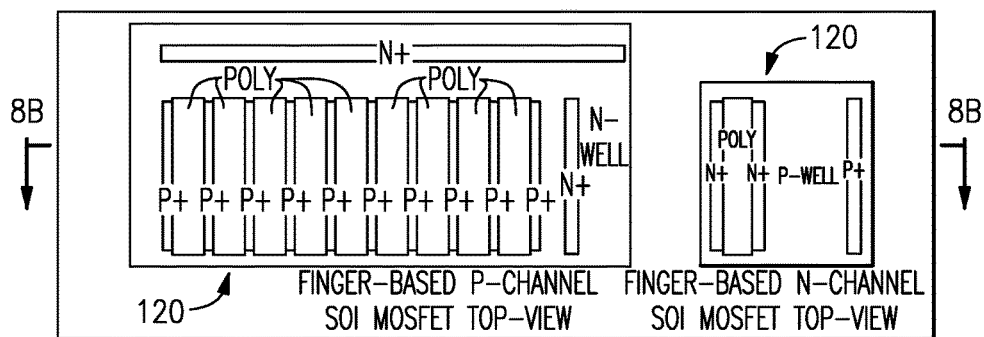 N+
POLY POLY
120
8B 8B
N-
WELL
POLY
N+ N+ P-WELL P+
N+
P+ P+ P+ P+ P+ P+ P+ P+ P+ P+
120
FINGER-BASED P-CHANNEL
SOI MOSFET TOP-VIEW
FINGER-BASED N-CHANNEL
SOI MOSFET TOP-VIEW